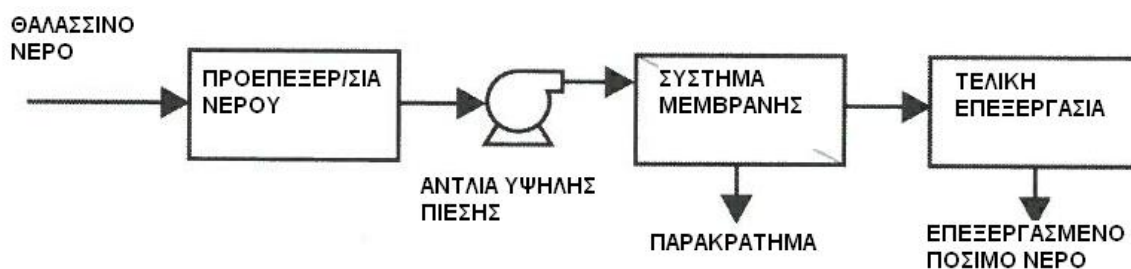 ΘΑΛΑΣΣΙΝΟ
ΝΕΡΟ
ΠΡΟΕΠΕΞΕΡ/ΣΙΑ
ΝΕΡΟΥ
ΑΝΤΛΙΑ ΥΨΗΛΗΣ
ΠΙΕΣΗΣ
ΣΥΣΤΗΜΑ
ΜΕΜΒΡΑΝΗΣ
ΠΑΡΑΚΡΑΤΗΜΑ
ΤΕΛΙΚΗ
ΕΠΕΞΕΡΓΑΣΙΑ
ΕΠΕΞΕΡΓΑΣΜΕΝΟ
ΠΟΣΙΜΟ ΝΕΡΟ